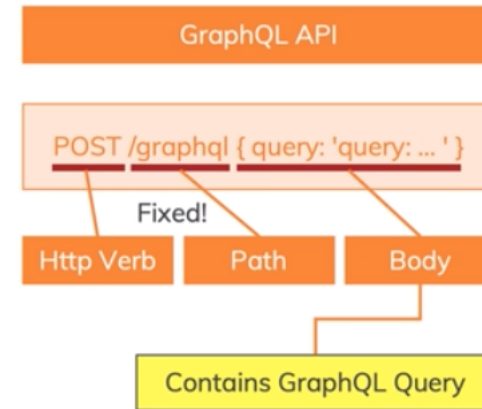 GraphQL API
POST /graphql { query: 'query: ... ' }
Fixed!
Http Verb
Path
Body
Contains GraphQL Query